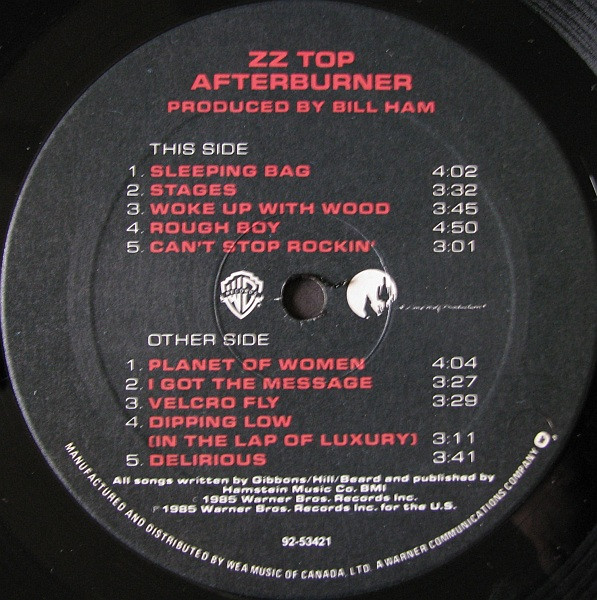 ZZ TOP
AFTERBURNER
PRODUCED BY BILL HAM
THIS SIDE
1. SLEEPING BAG 4:02
2. STAGES 3:32
3. WOKE UP WITH WOOD 3:45
4. ROUGH BOY 4:50
5. CAN'T STOP ROCKIN' 3:01
OTHER SIDE
1. PLANET OF WOMEN 4:04
2. I GOT THE MESSAGE 3:27
3. VELCRO FLY 3:29
4. DIPPING LOW
(IN THE LAP OF LUXURY) 3:11
5. DELIRIOUS 3:41
All songs written by Gibbons/Hill/Beard and published by
Hamstein Music Co. BMI
1985 Warner Bros. Records Inc.
1985 Warner Bros. Records Inc. for the U.S.
92-53421
MANUFACTURED AND DISTRIBUTED BY WEA MUSIC OF CANADA, LTD. A WARNER COMMUNICATIONS COMPANY